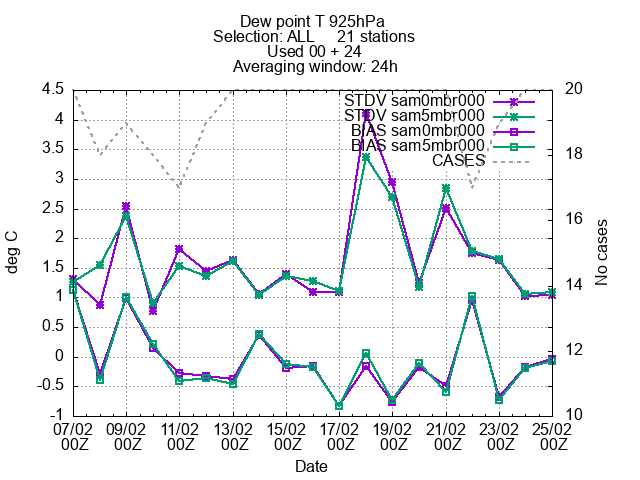 Dew point T 925hPa
Selection: ALL 21 stations
Used 00 + 24
Averaging window: 24h
4.5
4
3.5
3
2.5
2
1.5
1
0.5
0
-0.5
-1
deg C
20
18
16
14
12
10
No cases
STDV sam0mbr000
STDV sam5mbr000
BIAS sam0mbr000
BIAS sam5mbr000
CASES
07/02 09/02 11/02 13/02 15/02 17/02 19/02 21/02 23/02 25/02
00Z 00Z 00Z 00Z 00Z 00Z 00Z 00Z 00Z 00Z
Date